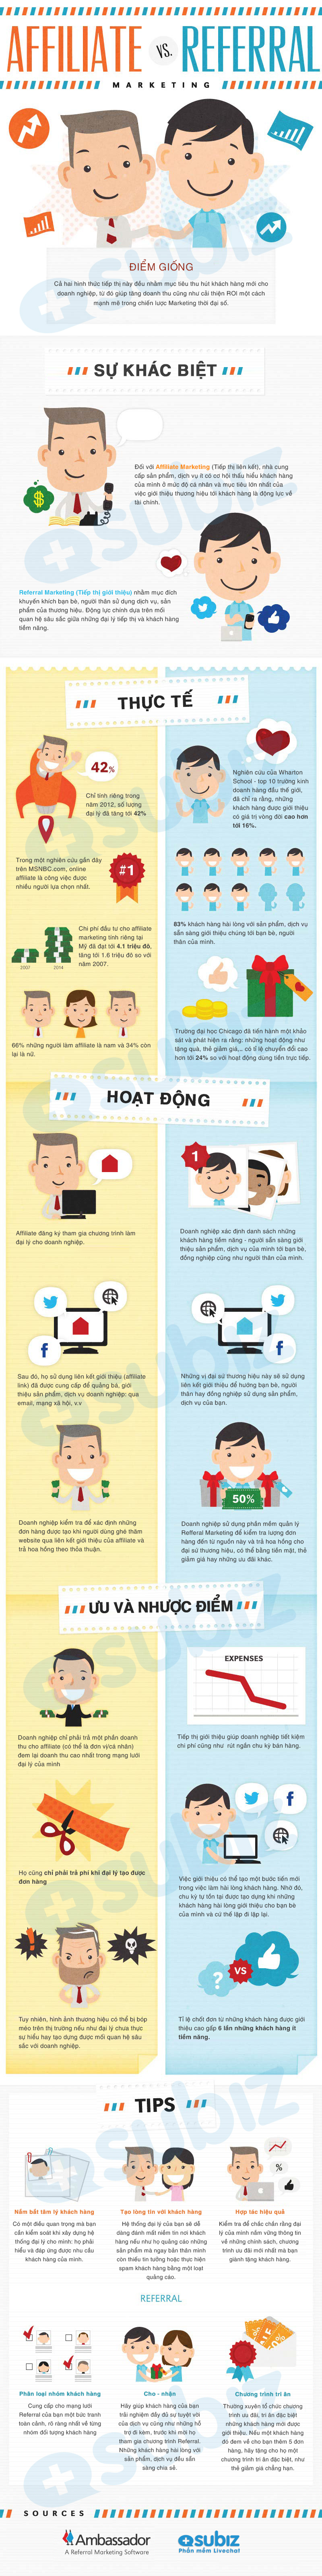 AFFILIATE VS. REFERRAL
MARKETING
ĐIỂM GIỐNG
Cả hai hình thức tiếp thị này đều nhằm mục tiêu thu hút khách hàng mới cho
doanh nghiệp, từ đó giúp tăng doanh thu cũng như cải thiện ROI một cách
mạnh mẽ trong chiến lược Marketing thời đại số.
SỰ KHÁC BIỆT
Đối với Affiliate Marketing (Tiếp thị liên kết), nhà cung
cấp sản phẩm, dịch vụ ít có cơ hội thấu hiểu khách hàng
của mình ở mức độ cá nhân và mục tiêu lớn nhất của
việc giới thiệu thương hiệu tới khách hàng là động lực về
tài chính.
Referral Marketing (Tiếp thị giới thiệu) nhằm mục đích
khuyến khích bạn bè, người thân sử dụng dịch vụ, sản
phẩm của thương hiệu. Động lực chính dựa trên mối
quan hệ sâu sắc giữa những đại lý tiếp thị và khách hàng
tiềm năng.
THỰC TẾ
42%
Chỉ tính riêng trong
năm 2012, số lượng
đại lý đã tăng tới 42%
Trong một nghiên cứu gần đây
trên MSNBC.com, online
affiliate là công việc được
nhiều người lựa chọn nhất.
#1
Chi phí đầu tư cho affiliate
marketing tính riêng tại
Mỹ đã đạt tới 4.1 triệu đô,
tăng tới 1.6 triệu đô so với
năm 2007.
2007 2014
66% những người làm affiliate là nam và 34% còn
lại là nữ.
Nghiên cứu của Wharton
School - top 10 trường kinh
doanh hàng đầu thế giới,
đã chỉ ra rằng, những
khách hàng được giới thiệu
có giá trị vòng đời cao hơn
tới 16%.
83% khách hàng hài lòng với sản phẩm, dịch vụ
sẵn sàng giới thiệu chúng tới bạn bè, người
thân của mình.
Trường đại học Chicago đã tiến hành một khảo
sát và phát hiện ra rằng: những hoạt động như
tặng quà, thẻ giảm giá,.. có tỉ lệ chuyển đổi cao
hơn tới 24% so với hoạt động dùng tiền trực tiếp.
HOẠT ĐỘNG
Affiliate đăng ký tham gia chương trình làm
đại lý cho doanh nghiệp.
Sau đó, họ sử dụng liên kết giới thiệu (affiliate
link) đã được cung cấp để quảng bá, giới
thiệu sản phẩm, dịch vụ doanh nghiệp: qua
email, mạng xã hội, v.v
Doanh nghiệp kiểm tra để xác định những
đơn hàng được tạo khi người dùng ghé thăm
website qua liên kết giới thiệu của affiliate và
trả hoa hồng theo thỏa thuận.
1
Doanh nghiệp xác định danh sách những
khách hàng tiềm năng - người sẵn sàng giới
thiệu sản phẩm, dịch vụ của mình tới bạn bè,
đồng nghiệp cũng như người thân của mình.
Những vị đại sứ thương hiệu này sẽ sử dụng
liên kết giới thiệu để hướng bạn bè, người
thân hay đồng nghiệp sử dụng sản phẩm,
dịch vụ của bạn.
50%
Doanh nghiệp sử dụng phần mềm quản lý
Refferal Marketing để kiểm tra lượng đơn
hàng đến từ nguồn này và trả hoa hồng cho
đại sứ thương hiệu, có thể bằng tiền mặt, thẻ
giảm giá hay những ưu đãi khác.
ƯU VÀ NHƯỢC ĐIỂM
Doanh nghiệp chỉ phải trả một phần doanh
thu cho affiliate (có thể là đơn vị/cá nhân)
đem lại doanh thu cao nhất trong mạng lưới
đại lý của mình
Họ cũng chỉ phải trả phí khi đại lý tạo được
đơn hàng
Tuy nhiên, hình ảnh thương hiệu có thể bị bóp
méo trên thị trường nếu như đại lý chưa thực
sự hiểu hay tạo dựng được mối quan hệ sâu
sắc với doanh nghiệp.
EXPENSES
Tiếp thị giới thiệu giúp doanh nghiệp tiết kiệm
chi phí cũng như rút ngắn chu kỳ bán hàng.
Việc giới thiệu có thể tạo một bước tiến mới
trong việc làm hài lòng khách hàng. Nhờ đó,
chu kỳ tự tồn tại được tạo dựng khi những
khách hàng hài lòng giới thiệu cho bạn bè
của mình và cứ thế lặp đi lặp lại.
? VS
Tỉ lệ chốt đơn từ những khách hàng được giới
thiệu cao gấp 6 lần những khách hàng ít
tiềm năng.
TIPS
Nắm bắt tâm lý khách hàng
Có một điều quan trọng mà bạn
cần kiểm soát khi xây dựng hệ
thống đại lý cho mình: họ phải
hiểu và đáp ứng được nhu cầu
khách hàng của mình.
Tạo lòng tin với khách hàng
Hệ thống đại lý của bạn sẽ dễ
dàng đánh mất niềm tin nơi khách
hàng nếu như họ quảng cáo những
sản phẩm mà ngay bản thân mình
còn thiếu tin tưởng hoặc thực hiện
spam khách hàng bằng một loạt
quảng cáo.
%
Hợp tác hiệu quả
Kiểm tra để chắc chắn rằng đại
lý của mình nắm vững thông tin
về những chính sách, chương
trình ưu đãi mới nhất mà bạn
giành tặng khách hàng.
REFERRAL
Phân loại nhóm khách hàng
Cung cấp cho mạng lưới
Referral của bạn một bức tranh
toàn cảnh, rõ ràng nhất về từng
nhóm đối tượng khách hàng
Cho - nhận
Hãy giúp khách hàng của bạn
trải nghiệm đầy đủ sự tuyệt vời
của dịch vụ cũng như những hỗ
trợ đi kèm, trước khi mời họ
tham gia chương trình Referral.
Những khách hàng hài lòng với
sản phẩm, dịch vụ đều sẵn
sàng chia sẻ.
Chương trình tri ân
Thường xuyên tổ chức chương
trình ưu đãi, tri ân đặc biệt
những khách hàng mới được
giới thiệu. Nếu một khách hàng
đó đem về cho bạn thêm 5 đơn
hàng, hãy tặng cho họ một
chương trình tri ân đặc biệt, như
thẻ giảm giá chẳng hạn.
SOURCES
Ambassador
A Referral Marketing Software
subiz
Phần mềm Livechat